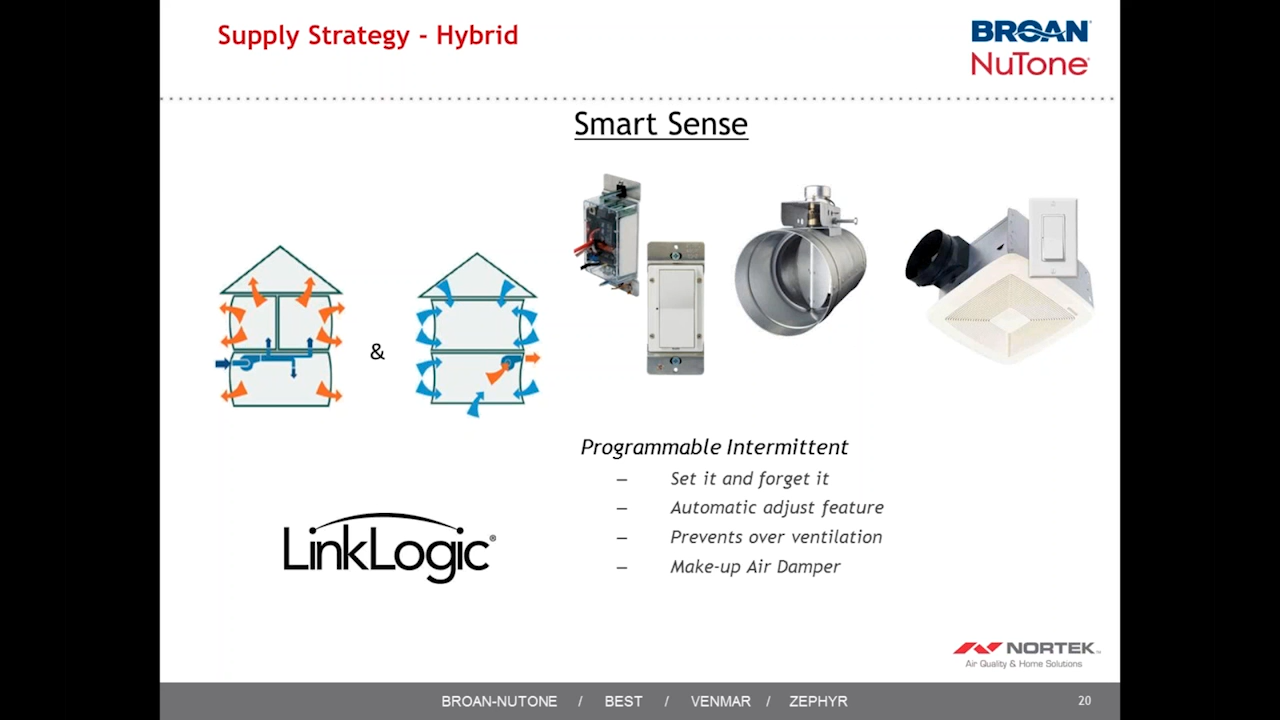 Supply Strategy - Hybrid
BROAN®
NuTone®
Smart Sense
&
Programmable Intermittent
– Set it and forget it
– Automatic adjust feature
– Prevents over ventilation
– Make-up Air Damper
LinkLogic®
NORTEK™
Air Quality & Home Solutions
BROAN-NUTONE / BEST / VENMAR / ZEPHYR
20